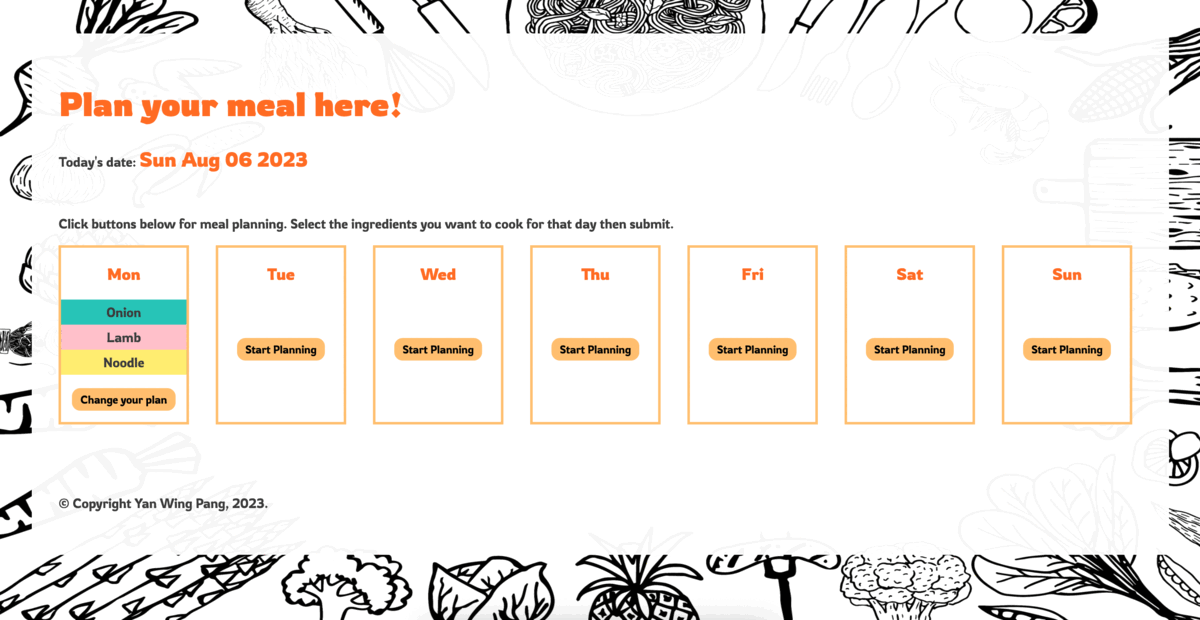 Plan your meal here!
Today's date: Sun Aug 06 2023
Click buttons below for meal planning. Select the ingredients you want to cook for that day then submit.
Mon
Onion
Lamb
Noodle
Change your plan
Tue
Start Planning
Wed
Start Planning
Thu
Start Planning
Fri
Start Planning
Sat
Start Planning
Sun
Start Planning
© Copyright Yan Wing Pang, 2023.